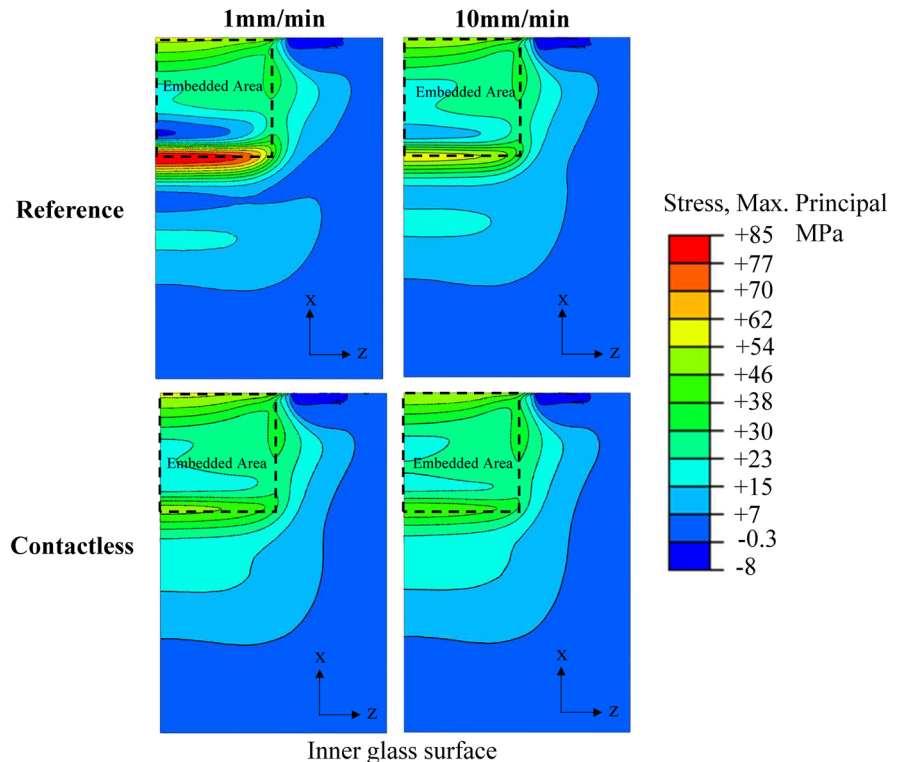 1mm/min 10mm/min
Embedded Area
Embedded Area
Reference
X
Z
X
Z
Stress, Max. Principal
MPa
+85
+77
+70
+62
+54
+46
+38
+30
+23
+15
+7
-0.3
-8
Embedded Area
Embedded Area
Contactless
X
Z
X
Z
Inner glass surface